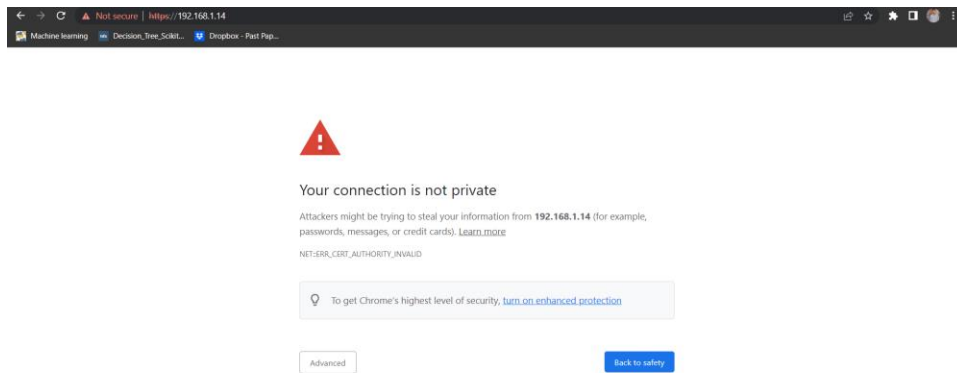 Not secure | https://192.168.1.14
Machine learning Decision_Tree_Scikit... Dropbox - Past Pap...
Your connection is not private
Attackers might be trying to steal your information from 192.168.1.14 (for example,
passwords, messages, or credit cards). Learn more
NET::ERR_CERT_AUTHORITY_INVALID
To get Chrome's highest level of security, turn on enhanced protection
Advanced Back to safety